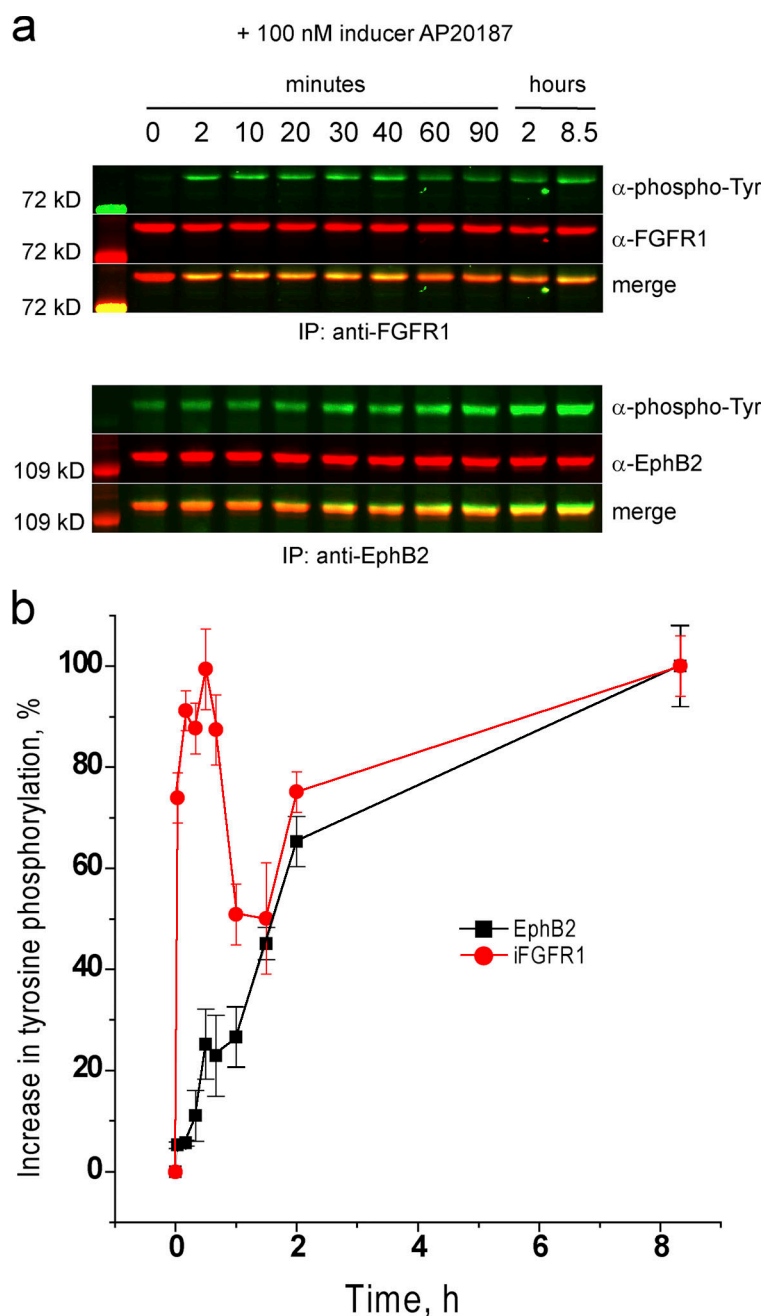 a
+ 100 nM inducer AP20187
minutes hours
0 2 10 20 30 40 60 90 2 8.5
72 kD α-phospho-Tyr
72 kD α-FGFR1
72 kD merge
IP: anti-FGFR1
α-phospho-Tyr
109 kD α-EphB2
109 kD merge
IP: anti-EphB2
b
Increase in tyrosine phosphorylation, %
100
80
60
40
20
0
EphB2
iFGFR1
0 2 4 6 8
Time, h